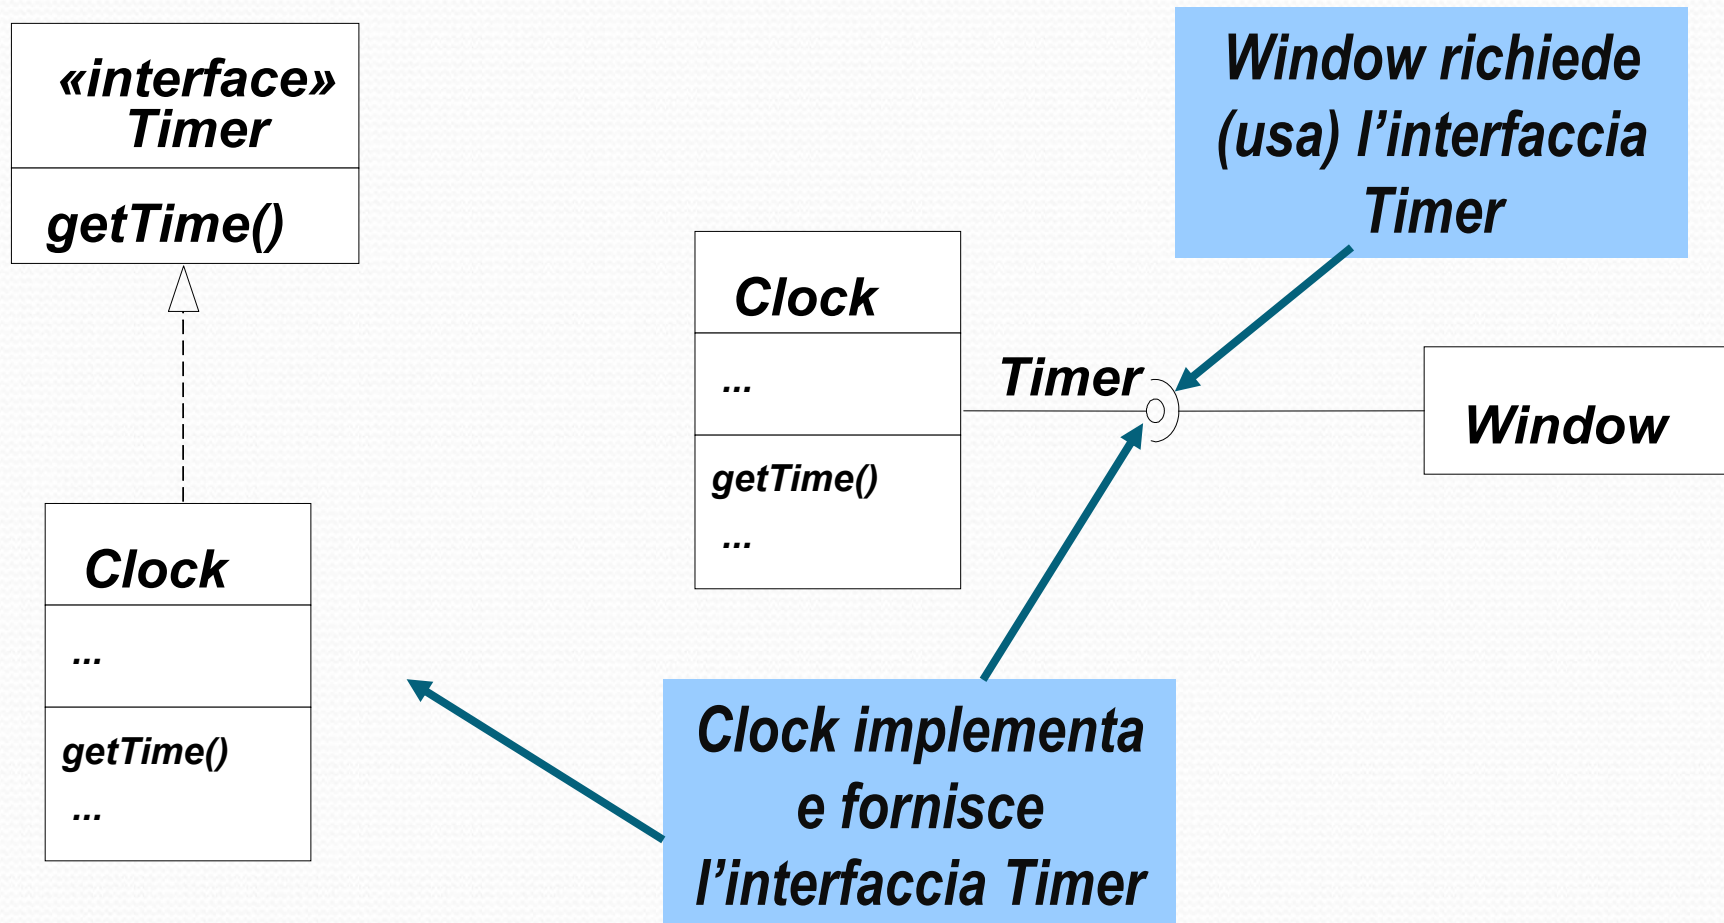 «interface»
Timer
getTime()
Clock
...
getTime()
...
Clock
...
getTime()
...
Timer
Window
Window richiede
(usa) l’interfaccia
Timer
Clock implementa
e fornisce
l’interfaccia Timer